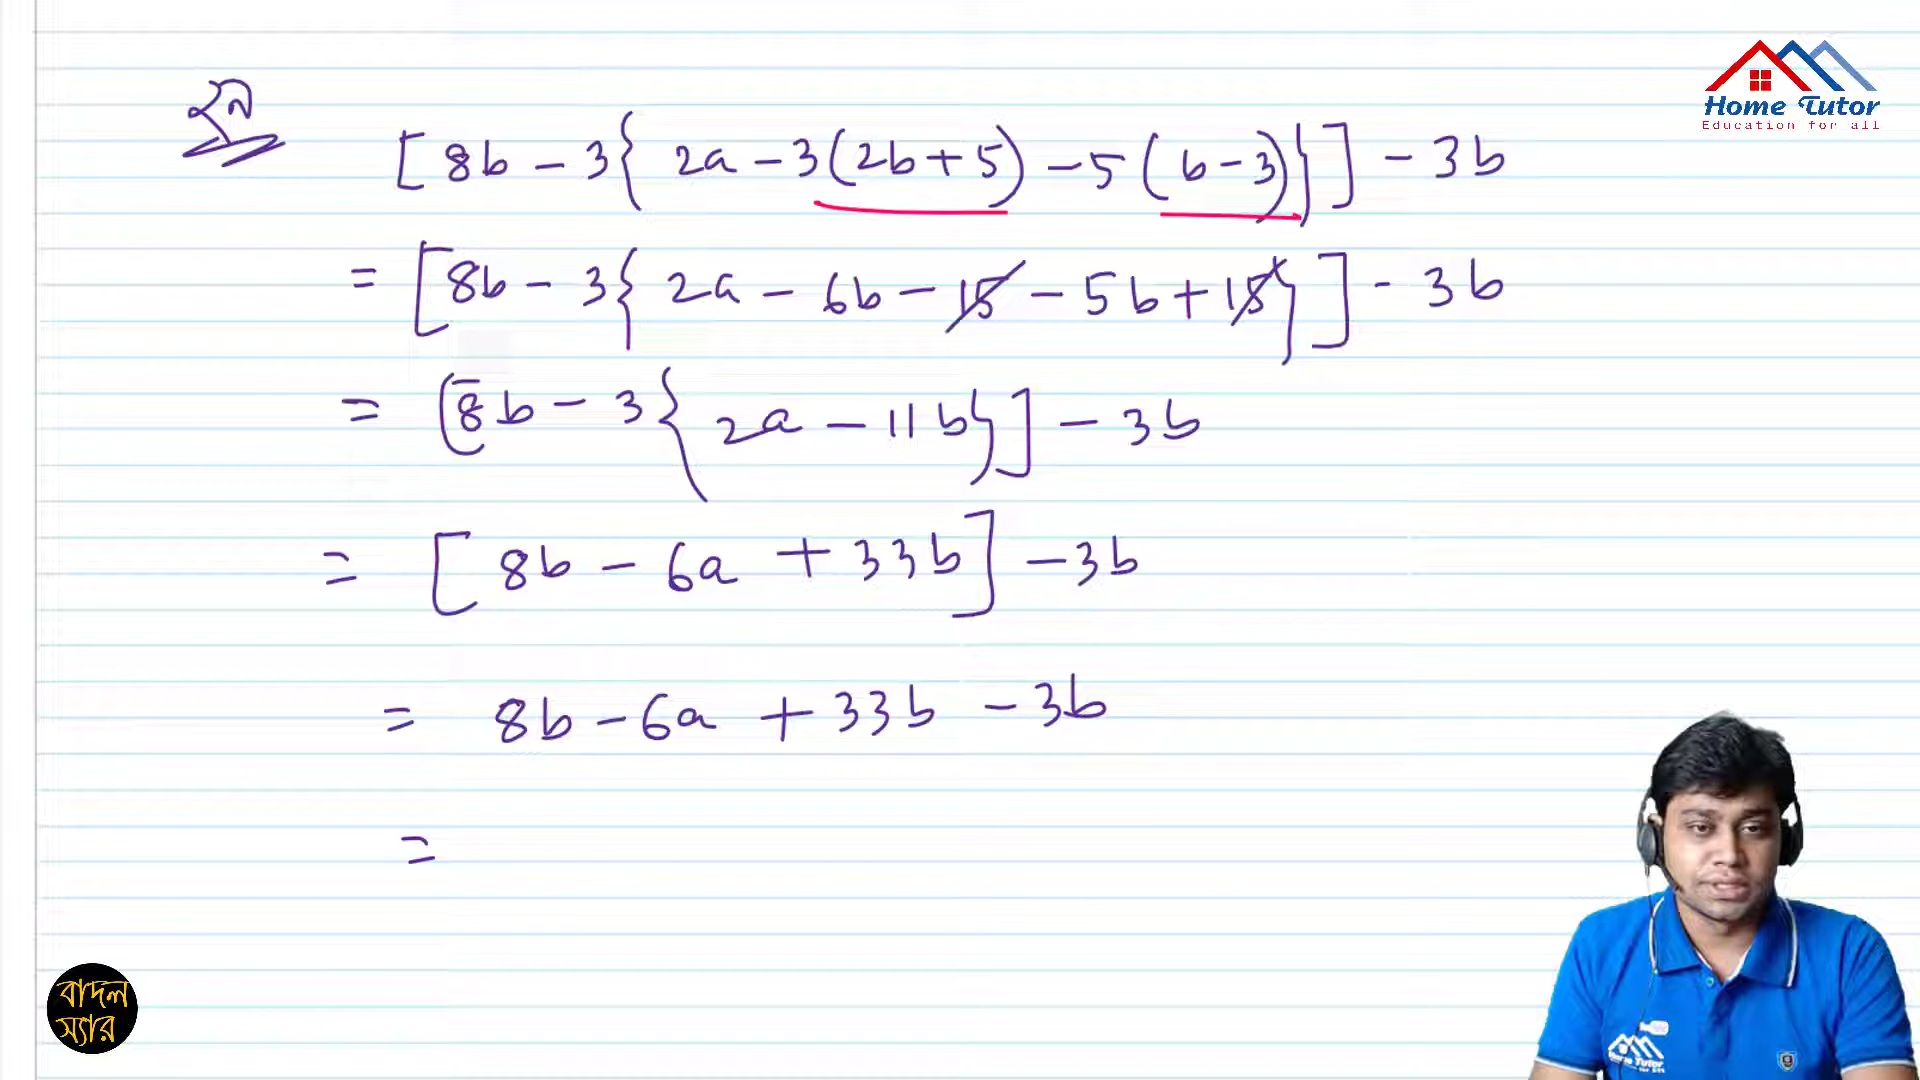 Home Tutor
Education for all
[8b - 3{2a - 3(2b + 5) - 5(b - 3)}] - 3b
= [8b - 3{2a - 6b - 15 - 5b + 15}] - 3b
= [8b - 3{2a - 11b}] - 3b
= [8b - 6a + 33b] - 3b
= 8b - 6a + 33b - 3b
=
বাদল
স্যার